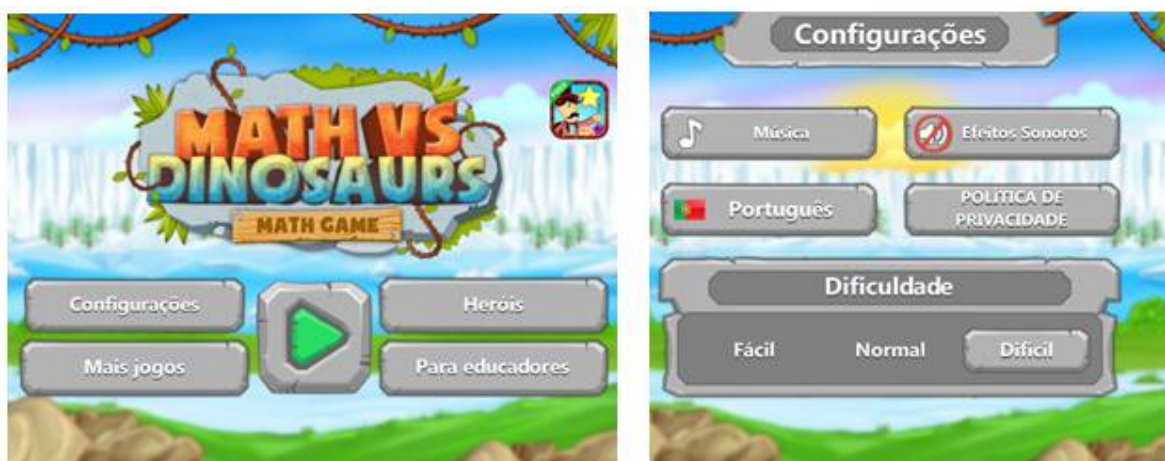 MATH VS
DINOSAURS
MATH GAME
Configurações
Heróis
Mais jogos
Para educadores
Configurações
Música
Efeitos Sonoros
Português
POLÍTICA DE
PRIVACIDADE
Dificuldade
Fácil
Normal
Difícil